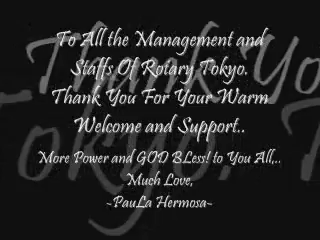 To All the Management and
Staffs Of Rotary Tokyo.
Thank You For Your Warm
Welcome and Support..
More Power and GOD BLess! to You All,..
Much Love,
~PauLa Hermosa~